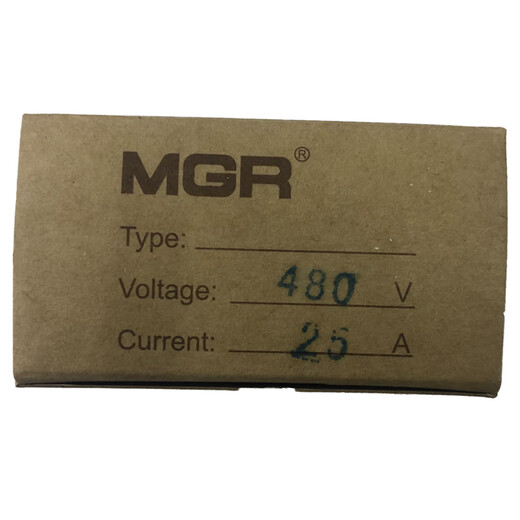 MGR®
Type:
Voltage: 480 V
Current: 25 A